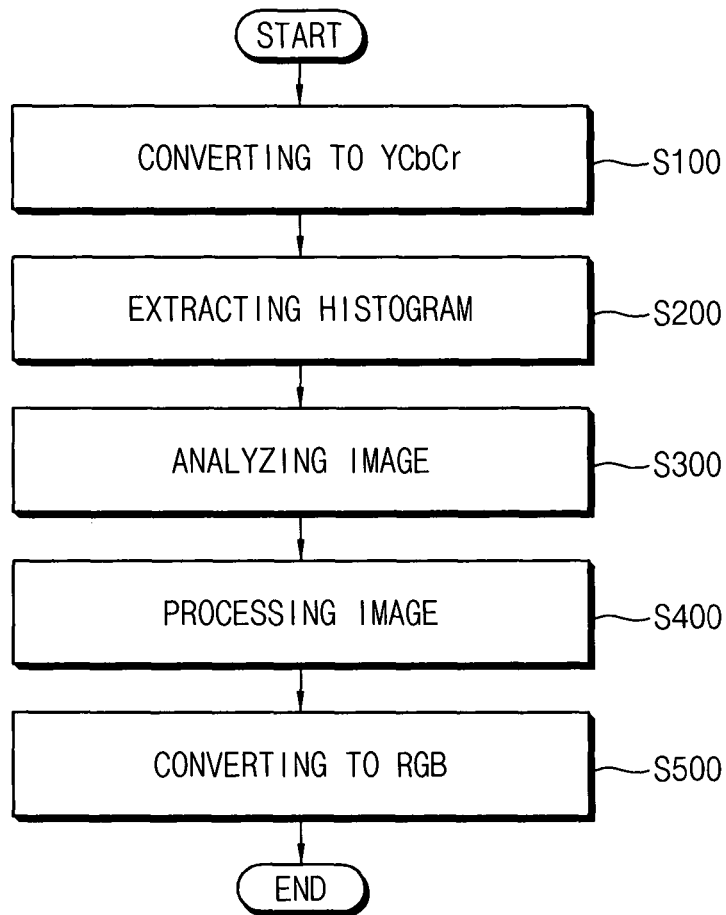 START
CONVERTING TO YCbCr
S100
EXTRACTING HISTOGRAM
S200
ANALYZING IMAGE
S300
PROCESSING IMAGE
S400
CONVERTING TO RGB
S500
END